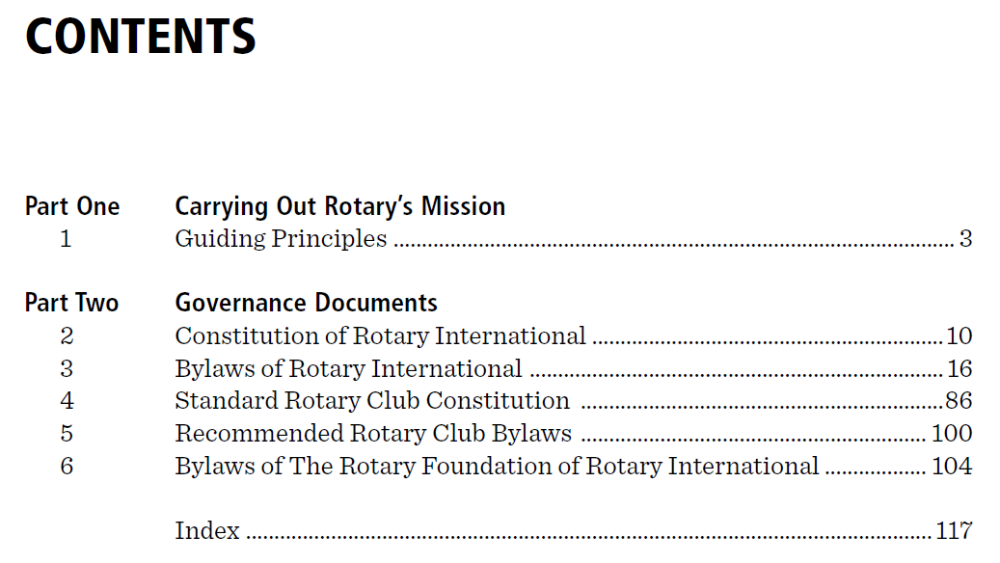 CONTENTS
Part One Carrying Out Rotary’s Mission
1 Guiding Principles ........................................................................................................ 3
Part Two Governance Documents
2 Constitution of Rotary International ................................................................ 10
3 Bylaws of Rotary International ............................................................................ 16
4 Standard Rotary Club Constitution .................................................................. 86
5 Recommended Rotary Club Bylaws ................................................................ 100
6 Bylaws of The Rotary Foundation of Rotary International .................. 104
Index ............................................................................................................................. 117